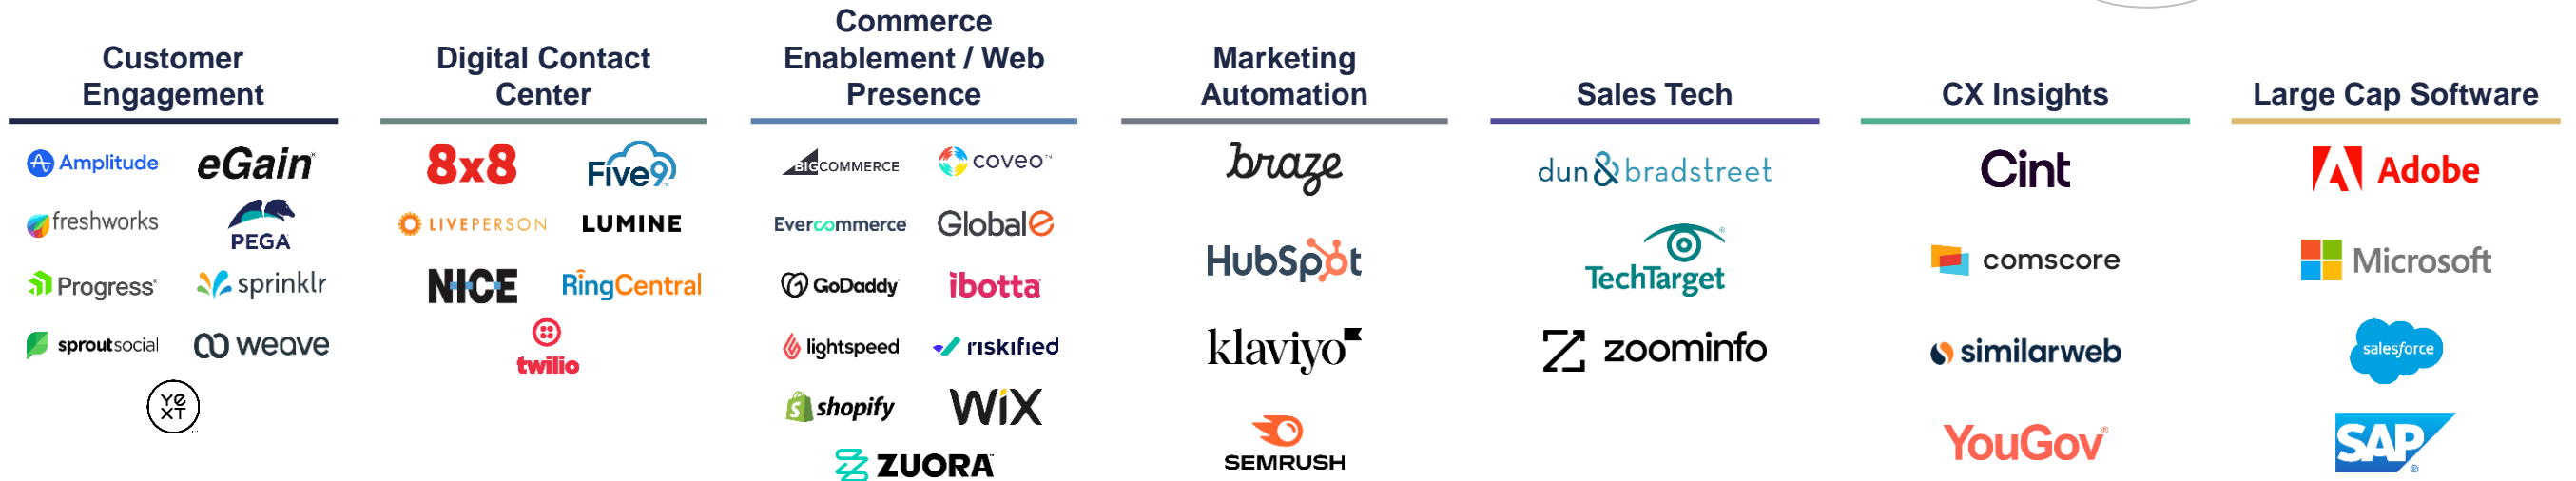 Customer
Engagement
Amplitude
eGain
freshworks
PEGA
Progress
sprinklr
sproutsocial
weave
YEXT
Digital Contact
Center
8x8
Five9
LIVEPERSON
LUMINE
NICE
RingCentral
twilio
Commerce
Enablement / Web
Presence
BIGCOMMERCE
coveo™
Evercommerce
Globale
GoDaddy
ibotta
lightspeed
riskified
shopify
WiX
ZUORA
Marketing
Automation
braze
HubSpot
klaviyo
SEMRUSH
Sales Tech
dun & bradstreet
TechTarget
zoominfo
CX Insights
Cint
comscore
similarweb
YouGov®
Large Cap Software
Adobe
Microsoft
salesforce
SAP®